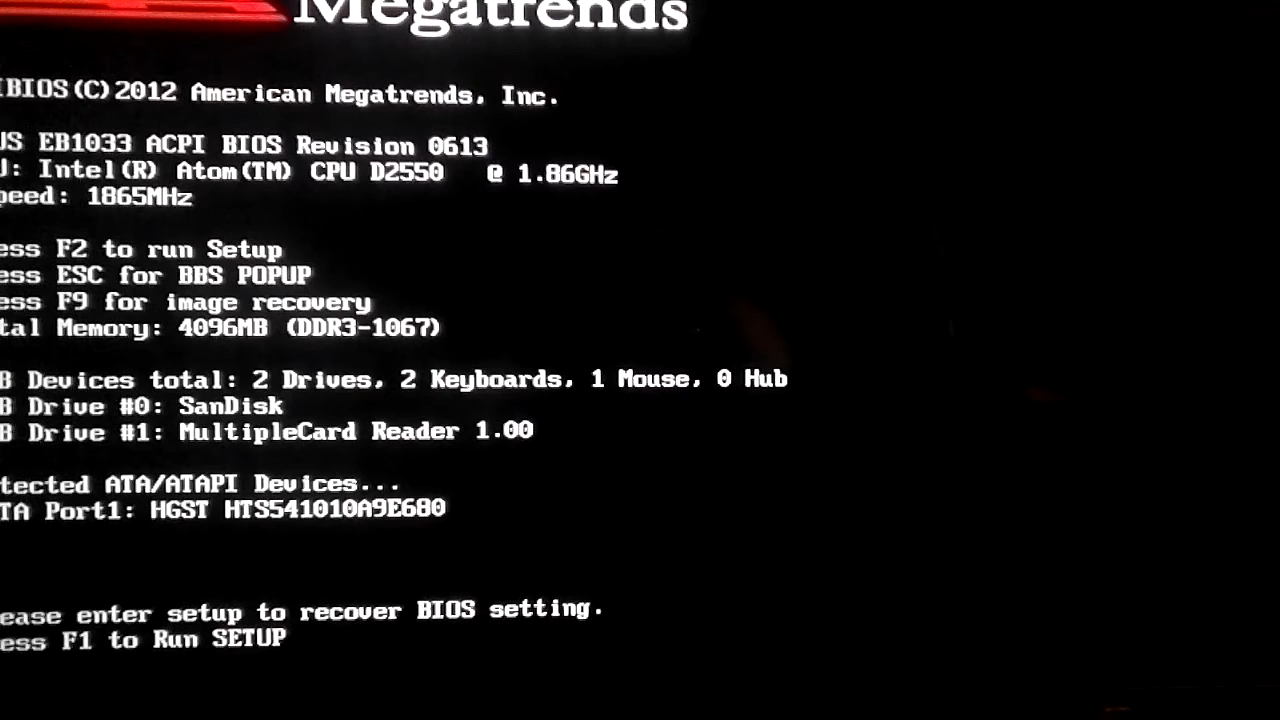 Megatrends
IBIOS(C)2012 American Megatrends, Inc.
US EB1033 ACPI BIOS Revision 0613
U: Intel(R) Atom(TM) CPU D2550 @ 1.86GHz
peed: 1865MHz
ess F2 to run Setup
ess ESC for BBS POPUP
ess F9 for image recovery
tal Memory: 4096MB (DDR3-1067)
B Devices total: 2 Drives, 2 Keyboards, 1 Mouse, 0 Hub
B Drive #0: SanDisk
B Drive #1: MultipleCard Reader 1.00
tected ATA/ATAPI Devices...
TA Port1: HGST HTS541010A9E680
ease enter setup to recover BIOS setting.
ess F1 to Run SETUP